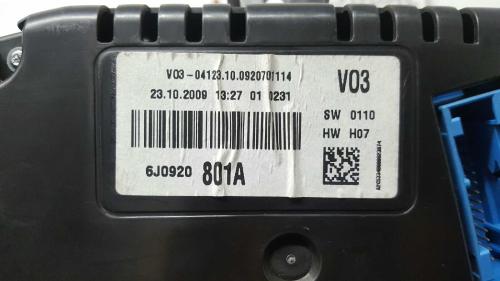 V03-04123.10.0920701114
23.10.2009 13:27 01 0231
V03
SW 0110
HW H07
6J0920 801A